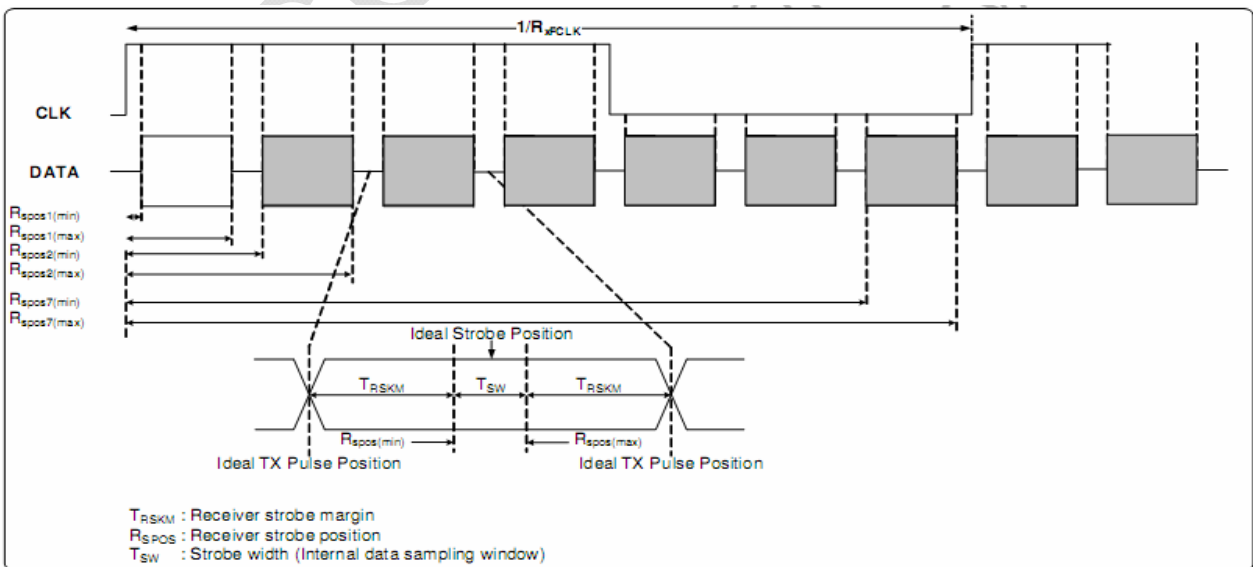 1/RxFCLK
CLK
DATA
Rspos1(min)
Rspos1(max)
Rspos2(min)
Rspos2(max)
Rspos7(min)
Rspos7(max)
Ideal Strobe Position
TRSKM TSW TRSKM
Rspos(min) Rspos(max)
Ideal TX Pulse Position Ideal TX Pulse Position
TRSKM : Receiver strobe margin
RSPOS : Receiver strobe position
TSW : Strobe width (Internal data sampling window)